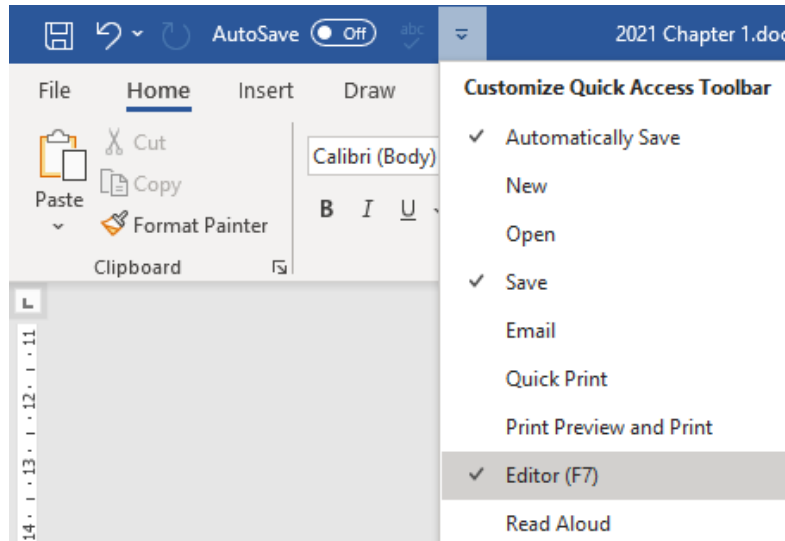 AutoSave Off abc 2021 Chapter 1.doc
File Home Insert Draw
Customize Quick Access Toolbar
Automatically Save
New
Open
Save
Email
Quick Print
Print Preview and Print
Editor (F7)
Read Aloud
Paste
Cut
Copy
Format Painter
Clipboard
Calibri (Body)
B I U
L
11
12
13
14